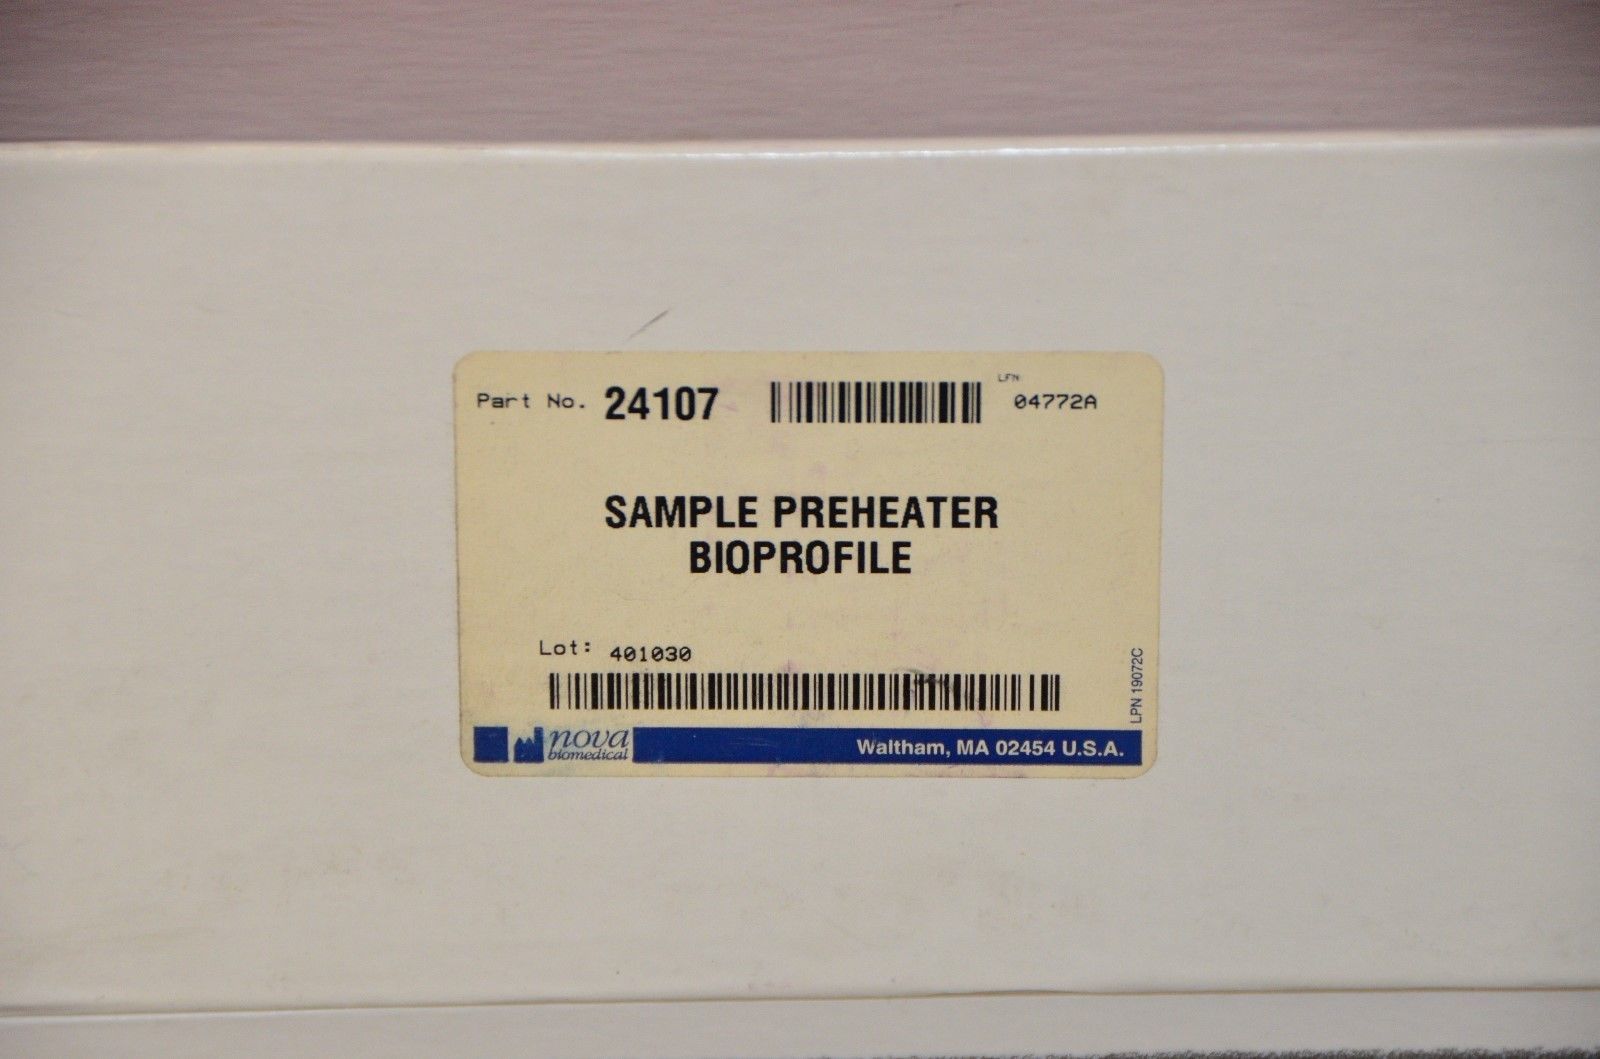 Part No. 24107
LFN
04772A
SAMPLE PREHEATER
BIOPROFILE
Lot: 401030
LPN 19072C
nova
biomedical
Waltham, MA 02454 U.S.A.